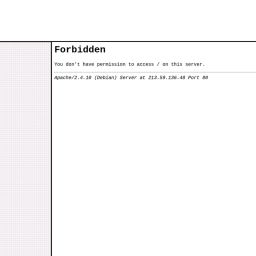 Forbidden
You don't have permission to access / on this server.
Apache/2.4.10 (Debian) Server at 213.59.136.48 Port 80